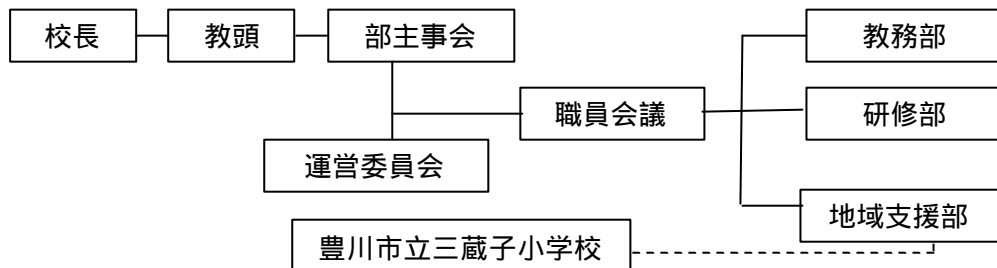 校長
教頭
部主事会
教務部
職員会議
研修部
運営委員会
地域支援部
豊川市立三蔵子小学校